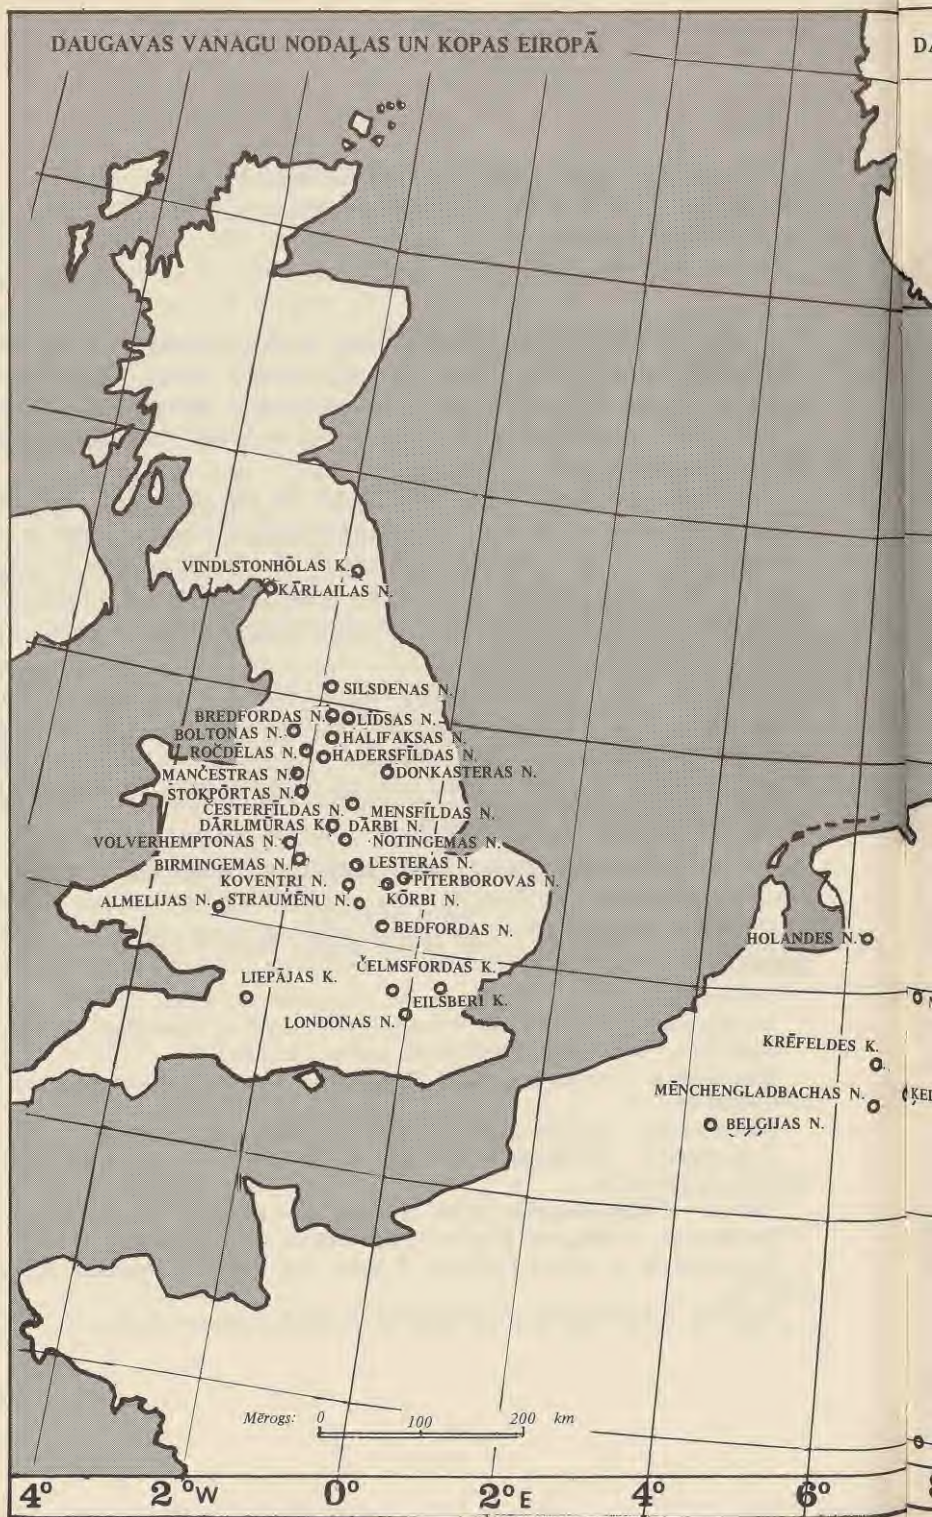 DAUGAVAS VANAGU NODAĻAS UN KOPAS EIROPĀ
VINDLSTONHŌLAS K.
KĀRLAILAS N.
SILSDENAS N.
BREDFORDAS N.
LĪDSAS N.
BOLTONAS N.
HALIFAKSAS N.
ROČDĒLAS N.
HADERSFĪLDAS N.
MANČESTRAS N.
DONKASTERAS N.
STOKPŌRTAS N.
ČESTERFĪLDAS N.
MENSFĪLDAS N.
DĀRLIMŪRAS K.
DĀRBI N.
VOLVERHEMPTONAS N.
NOTINGEMAS N.
BIRMINGEMAS N.
LESTERAS N.
KOVENTRI N.
PĪTERBOROVAS N.
ALMELIJAS N.
STRAUMĒNU N.
KŌRBI N.
BEDFORDAS N.
HOLANDES N.
ČELMSFORDAS K.
LIEPĀJAS K.
EILSBERI K.
LONDONAS N.
KRĒFELDES K.
MĒNCHENGLADBACHAS N.
BEĻĢIJAS N.
Mērogs: 0 100 200 km
4° 2°W 0° 2°E 4° 6°